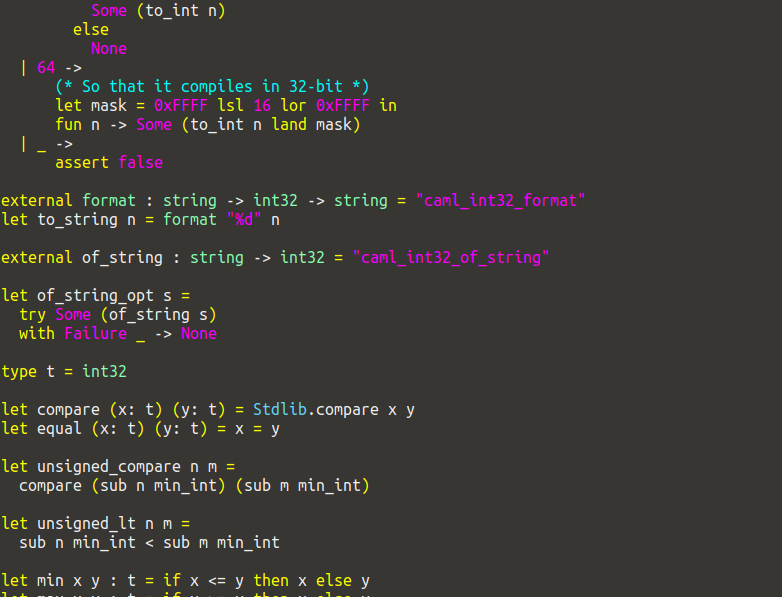 Some (to_int n)
else
None
| 64 ->
(* So that it compiles in 32-bit *)
let mask = 0xFFFF lsl 16 lor 0xFFFF in
fun n -> Some (to_int n land mask)
| _ ->
assert false
external format : string -> int32 -> string = "caml_int32_format"
let to_string n = format "%d" n
external of_string : string -> int32 = "caml_int32_of_string"
let of_string_opt s =
try Some (of_string s)
with Failure _ -> None
type t = int32
let compare (x: t) (y: t) = Stdlib.compare x y
let equal (x: t) (y: t) = x = y
let unsigned_compare n m =
compare (sub n min_int) (sub m min_int)
let unsigned_lt n m =
sub n min_int < sub m min_int
let min x y : t = if x <= y then x else y